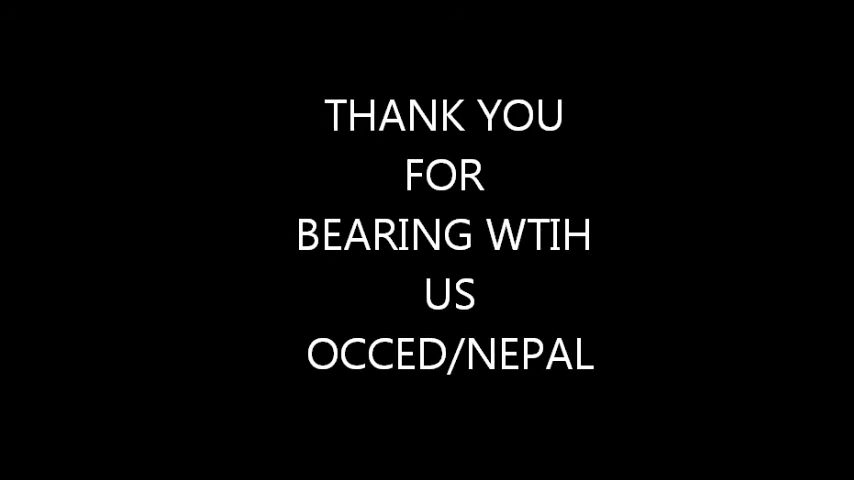 THANK YOU
FOR
BEARING WTIH
US
OCCED/NEPAL